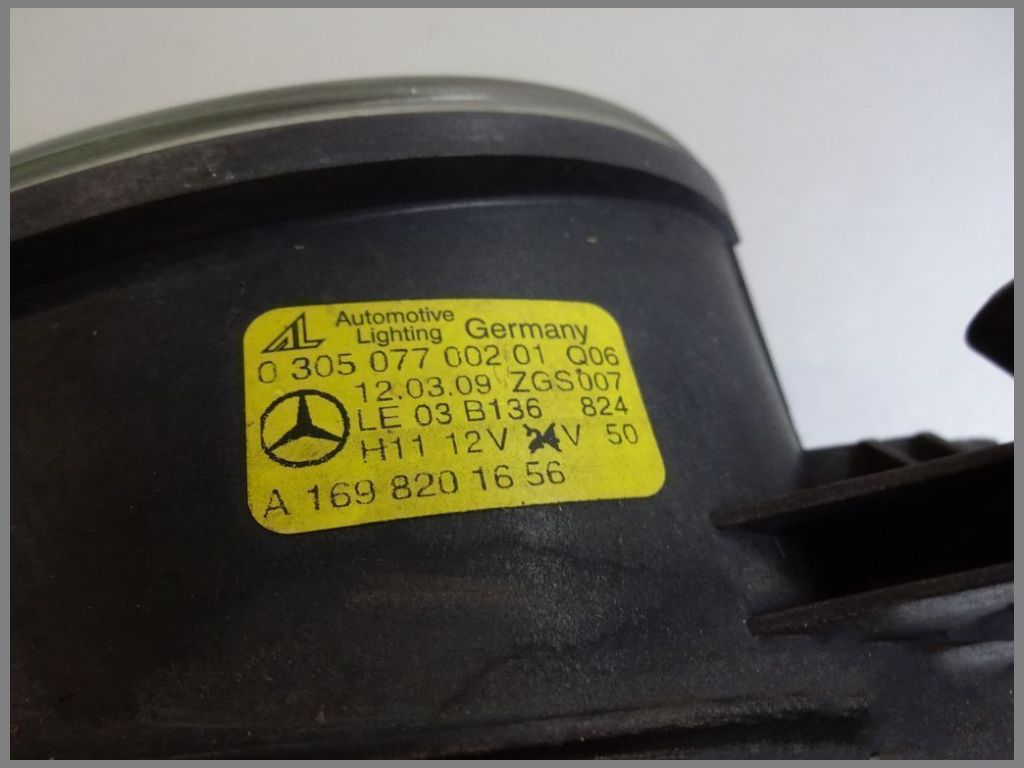 AL Automotive Lighting Germany
0 305 077 002 01 Q06
12.03.09 ZGS007
LE 03 B136 824
H11 12V V 50
A 169 820 16 56